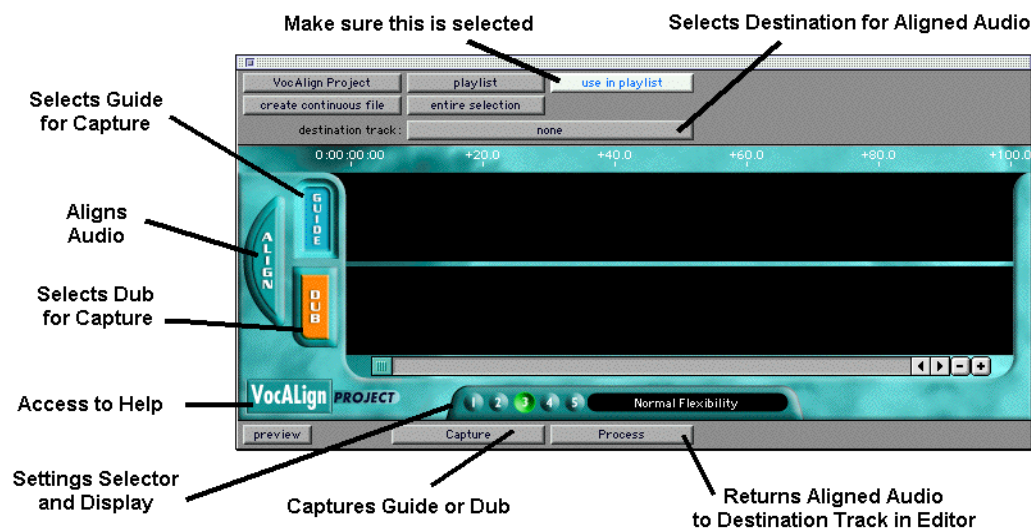 Make sure this is selected
Selects Destination for Aligned Audio
VocAlign Project
playlist
use in playlist
Selects Guide
for Capture
create continuous file
entire selection
destination track:
none
0:00:00:00
+20.0
+40.0
+60.0
+80.0
+100.0
GUIDE
Aligns
Audio
ALIGN
Selects Dub
for Capture
DUB
Access to Help
VocALign PROJECT
1 2 3 4 5
Normal Flexibility
preview
Capture
Process
Settings Selector
and Display
Captures Guide or Dub
Returns Aligned Audio
to Destination Track in Editor